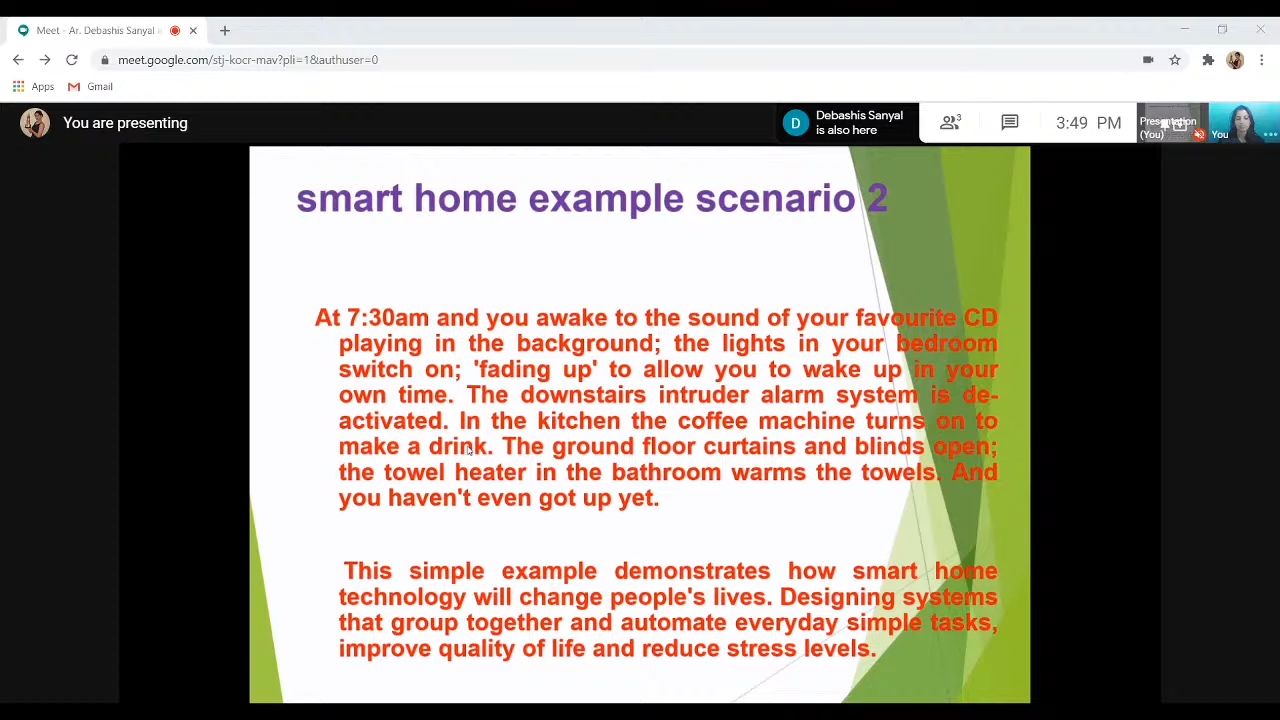 Meet - Ar. Debashis Sanyal i
meet.google.com/stj-kocr-mav?pli=1&authuser=0
Apps
Gmail
You are presenting
D
Debashis Sanyal
is also here
3
3:49 PM
Presentation
(You)
You
smart home example scenario 2
At 7:30am and you awake to the sound of your favourite CD
playing in the background; the lights in your bedroom
switch on; 'fading up' to allow you to wake up in your
own time. The downstairs intruder alarm system is de-
activated. In the kitchen the coffee machine turns on to
make a drink. The ground floor curtains and blinds open;
the towel heater in the bathroom warms the towels. And
you haven't even got up yet.
This simple example demonstrates how smart home
technology will change people's lives. Designing systems
that group together and automate everyday simple tasks,
improve quality of life and reduce stress levels.